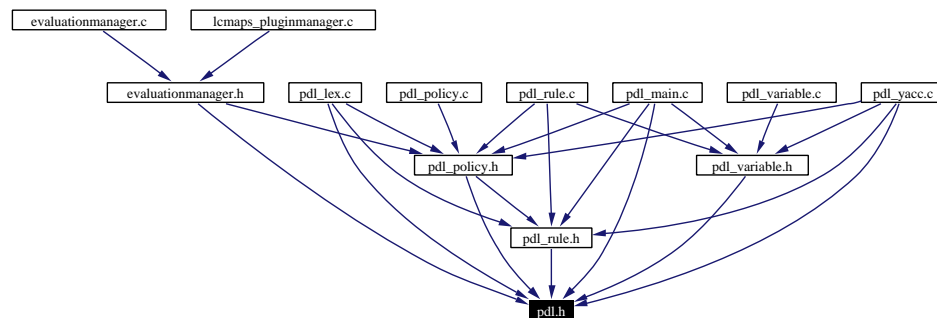 evaluationmanager.c
lcmaps_pluginmanager.c
evaluationmanager.h
pdl_lex.c
pdl_policy.c
pdl_rule.c
pdl_main.c
pdl_variable.c
pdl_yacc.c
pdl_policy.h
pdl_variable.h
pdl_rule.h
pdl.h